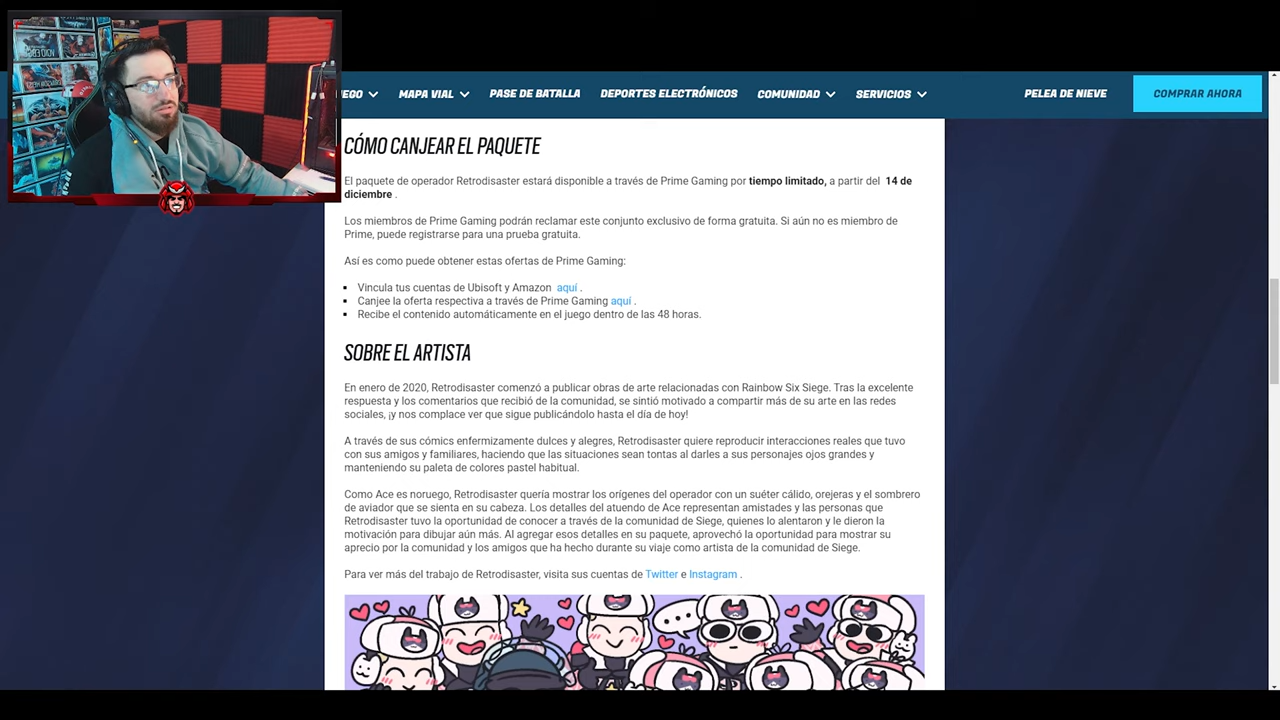 MAPA VIAL
PASE DE BATALLA
DEPORTES ELECTRÓNICOS
COMUNIDAD
SERVICIOS
PELEA DE NIEVE
COMPRAR AHORA
CÓMO CANJEAR EL PAQUETE
El paquete de operador Retrodisaster estará disponible a través de Prime Gaming por tiempo limitado, a partir del 14 de
diciembre .
Los miembros de Prime Gaming podrán reclamar este conjunto exclusivo de forma gratuita. Si aún no es miembro de
Prime, puede registrarse para una prueba gratuita.
Así es como puede obtener estas ofertas de Prime Gaming:
Vincula tus cuentas de Ubisoft y Amazon aquí .
Canjee la oferta respectiva a través de Prime Gaming aquí .
Recibe el contenido automáticamente en el juego dentro de las 48 horas.
SOBRE EL ARTISTA
En enero de 2020, Retrodisaster comenzó a publicar obras de arte relacionadas con Rainbow Six Siege. Tras la excelente
respuesta y los comentarios que recibió de la comunidad, se sintió motivado a compartir más de su arte en las redes
sociales, ¡y nos complace ver que sigue publicándolo hasta el día de hoy!
A través de sus cómics enfermizamente dulces y alegres, Retrodisaster quiere reproducir interacciones reales que tuvo
con sus amigos y familiares, haciendo que las situaciones sean tontas al darles a sus personajes ojos grandes y
manteniendo su paleta de colores pastel habitual.
Como Ace es noruego, Retrodisaster quería mostrar los orígenes del operador con un suéter cálido, orejeras y el sombrero
de aviador que se sienta en su cabeza. Los detalles del atuendo de Ace representan amistades y las personas que
Retrodisaster tuvo la oportunidad de conocer a través de la comunidad de Siege, quienes lo alentaron y le dieron la
motivación para dibujar aún más. Al agregar esos detalles en su paquete, aprovechó la oportunidad para mostrar su
aprecio por la comunidad y los amigos que ha hecho durante su viaje como artista de la comunidad de Siege.
Para ver más del trabajo de Retrodisaster, visita sus cuentas de Twitter e Instagram .